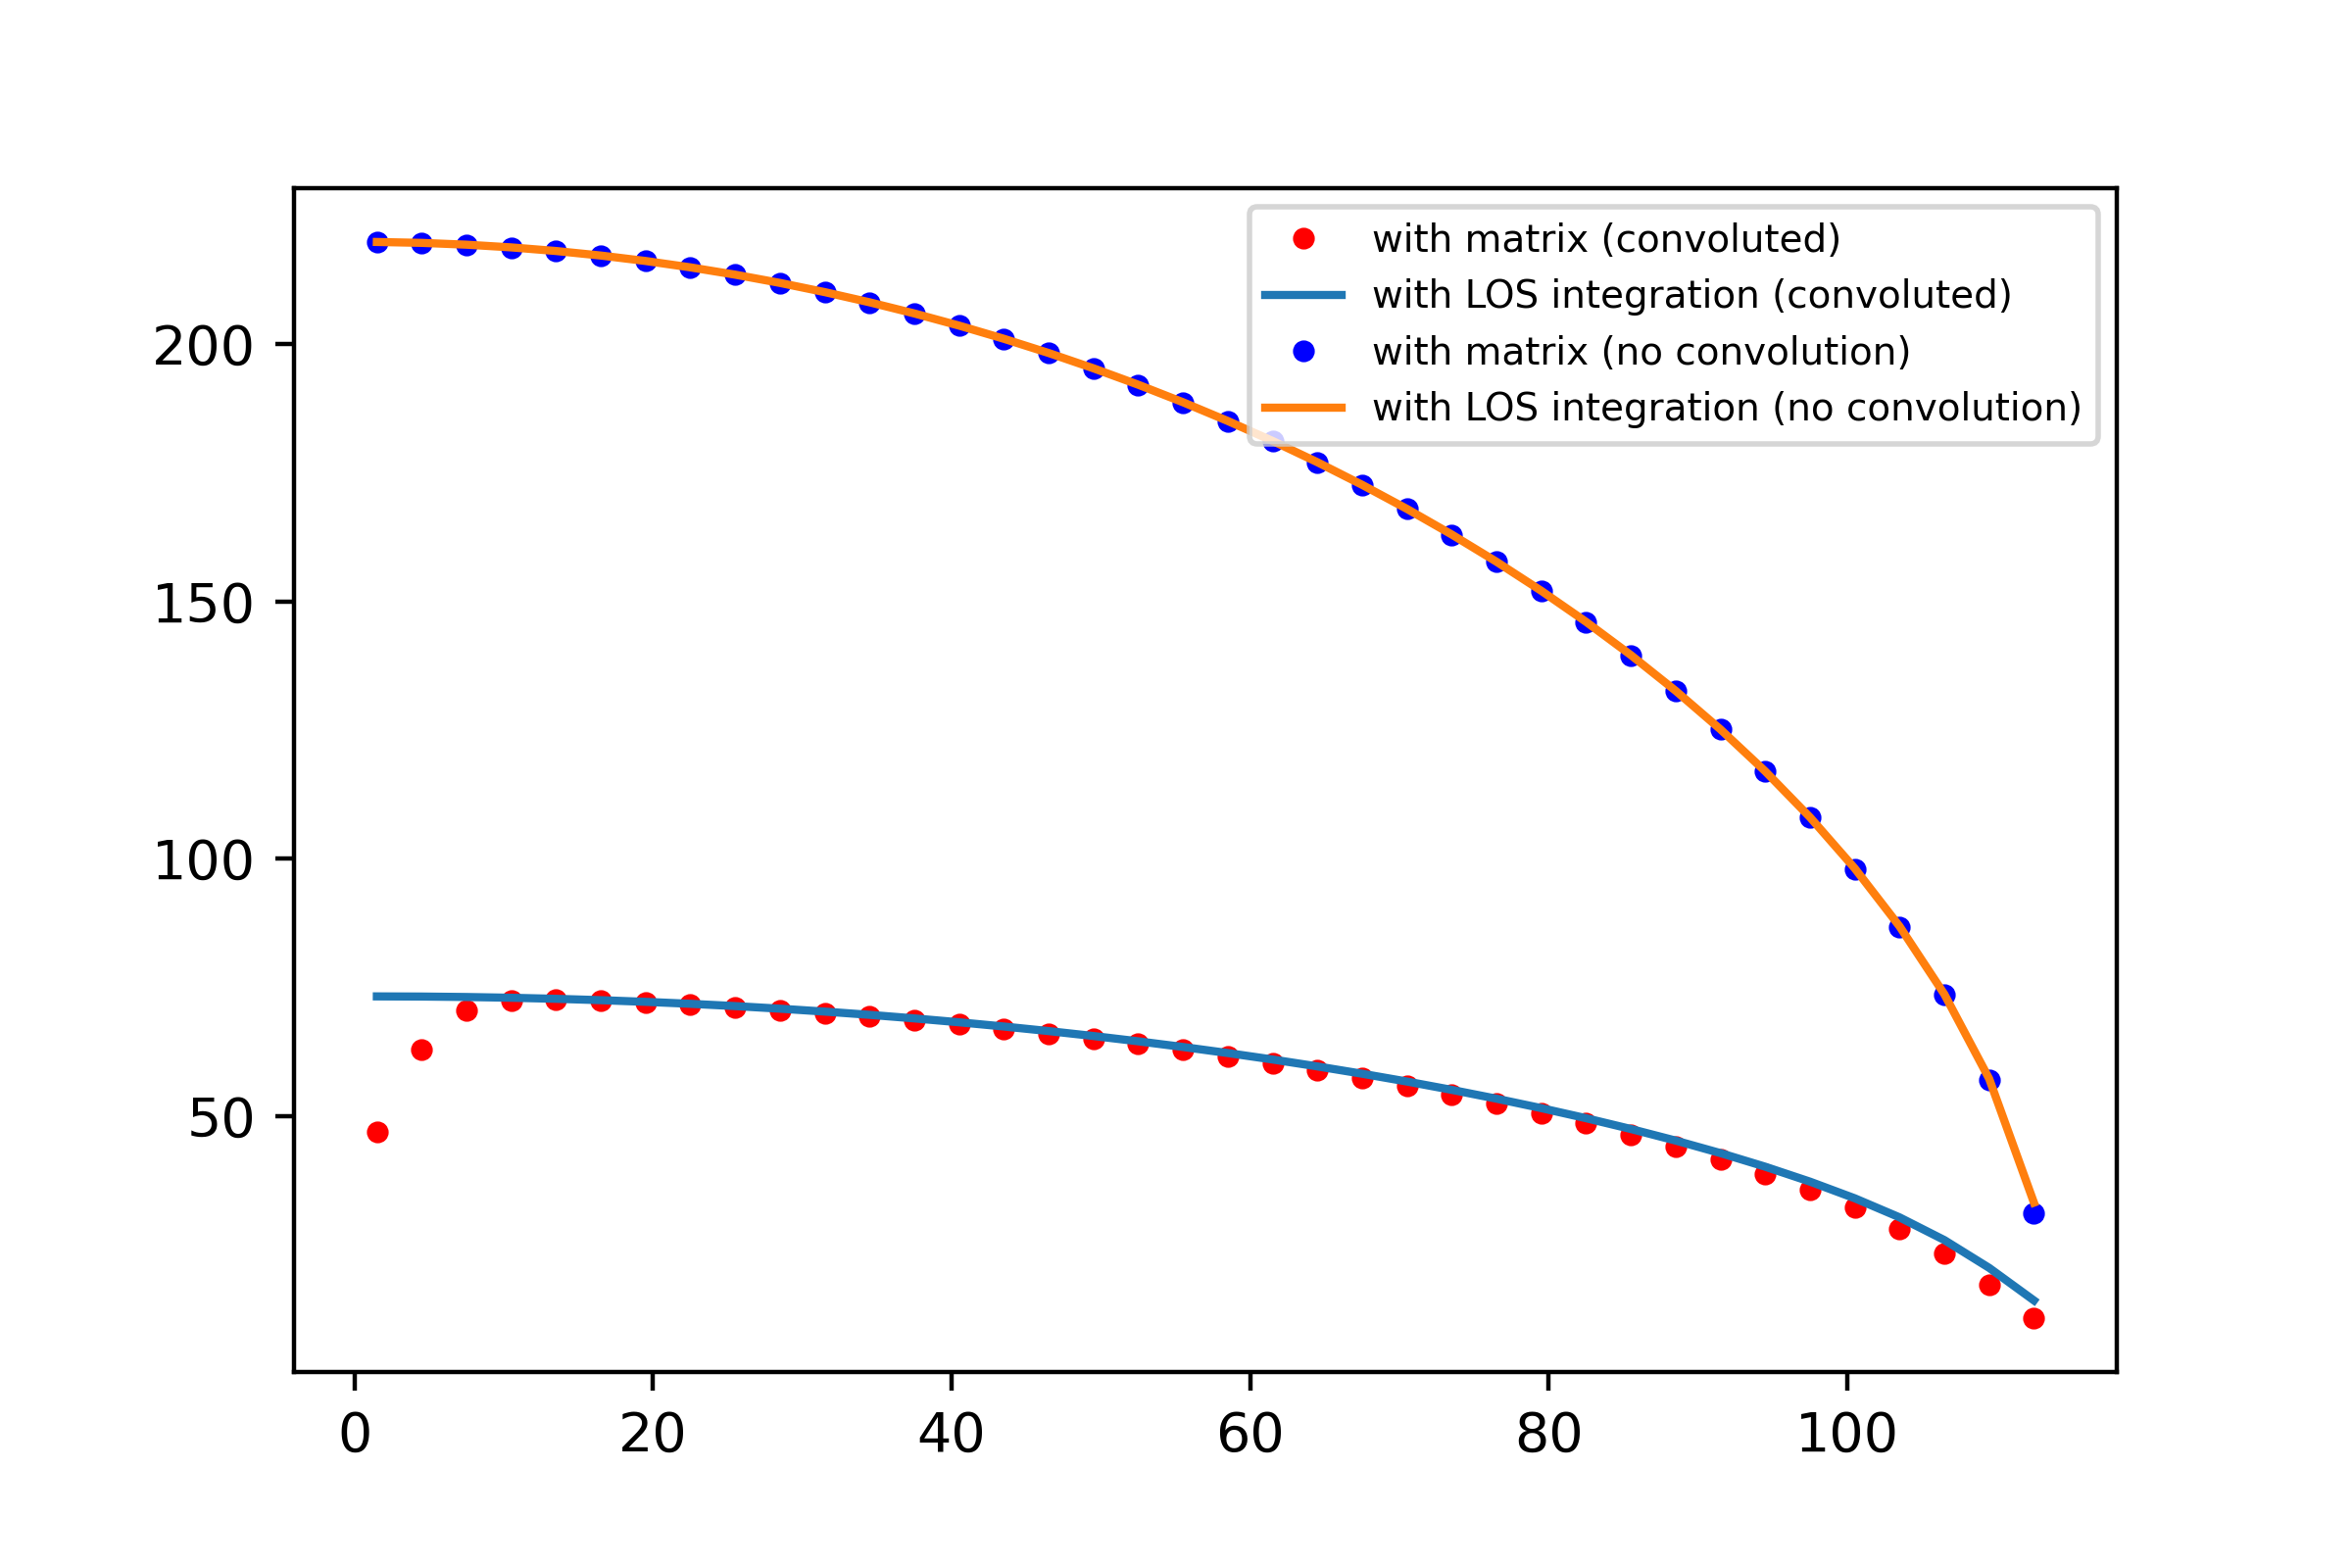 with matrix (convoluted)
with LOS integration (convoluted)
with matrix (no convolution)
with LOS integration (no convolution)
200
150
100
50
0 20 40 60 80 100